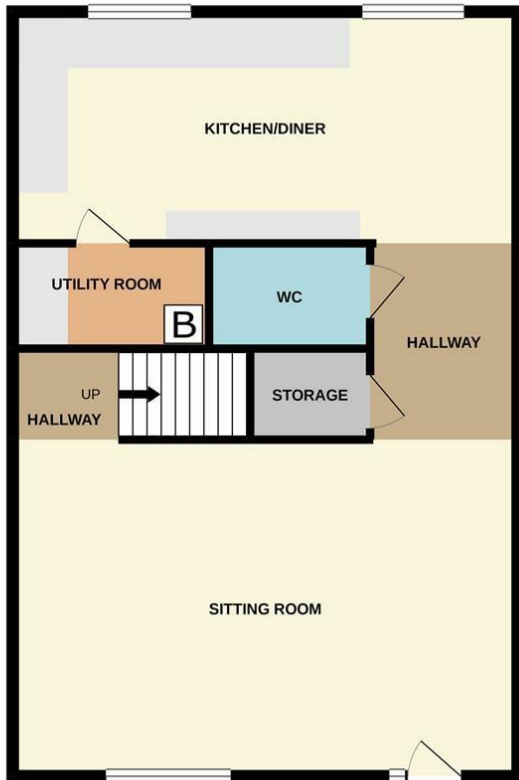 KITCHEN/DINER
UTILITY ROOM
B
WC
HALLWAY
UP
HALLWAY
STORAGE
SITTING ROOM